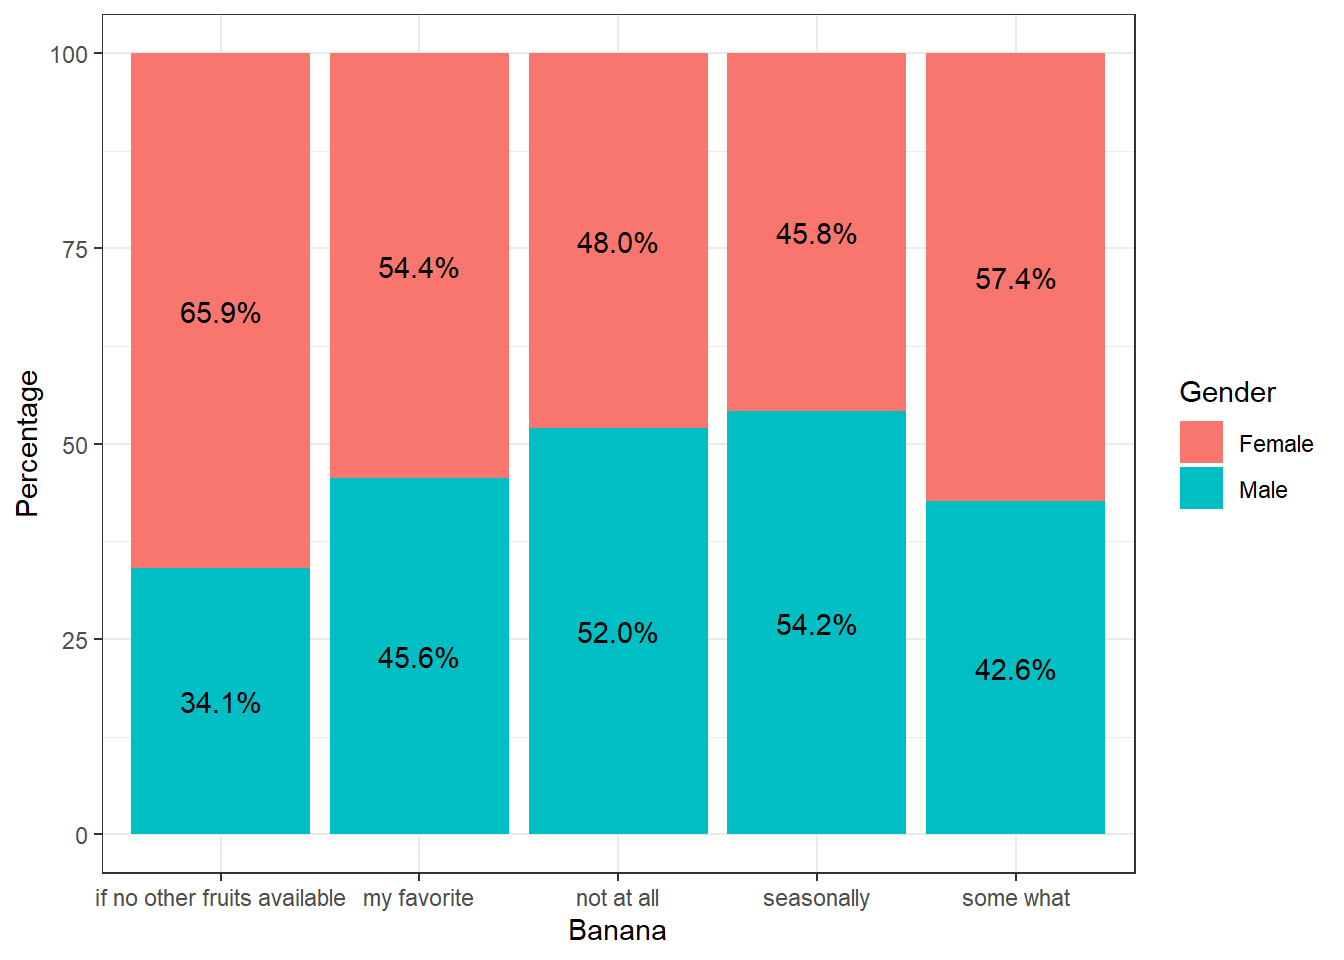 100
75
50
25
0
Percentage
65.9%
54.4%
48.0%
45.8%
57.4%
34.1%
45.6%
52.0%
54.2%
42.6%
if no other fruits available
my favorite
not at all
seasonally
some what
Banana
Gender
Female
Male